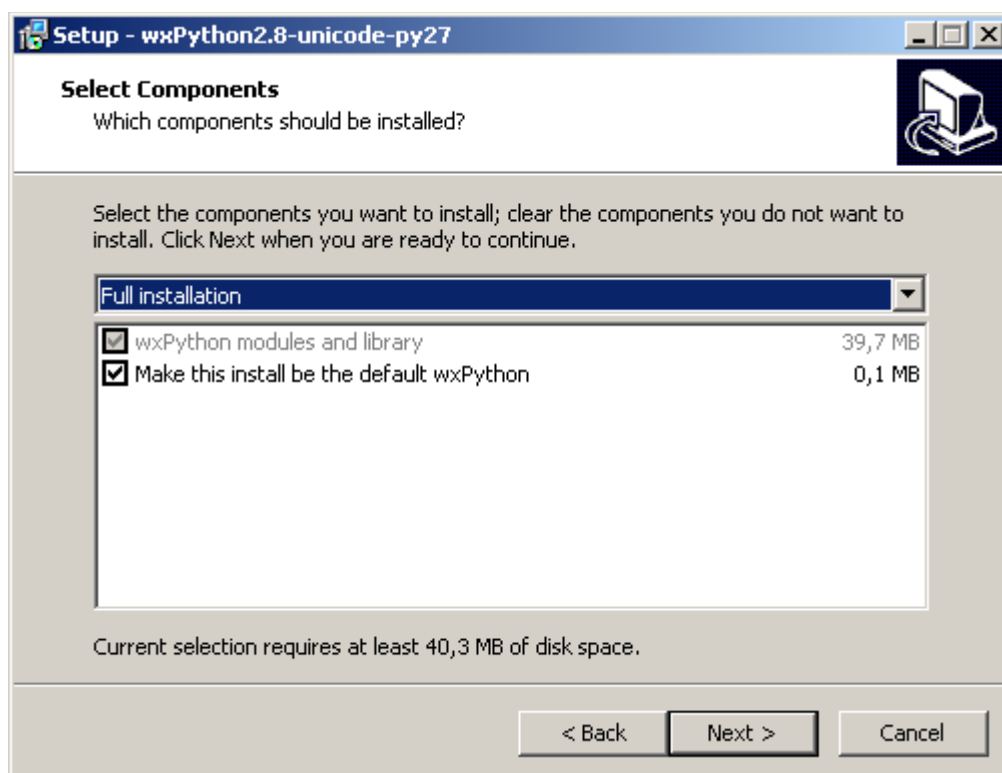 Setup - wxPython2.8-unicode-py27
Select Components
Which components should be installed?
Select the components you want to install; clear the components you do not want to
install. Click Next when you are ready to continue.
Full installation
wxPython modules and library 39,7 MB
Make this install be the default wxPython 0,1 MB
Current selection requires at least 40,3 MB of disk space.
< Back Next > Cancel